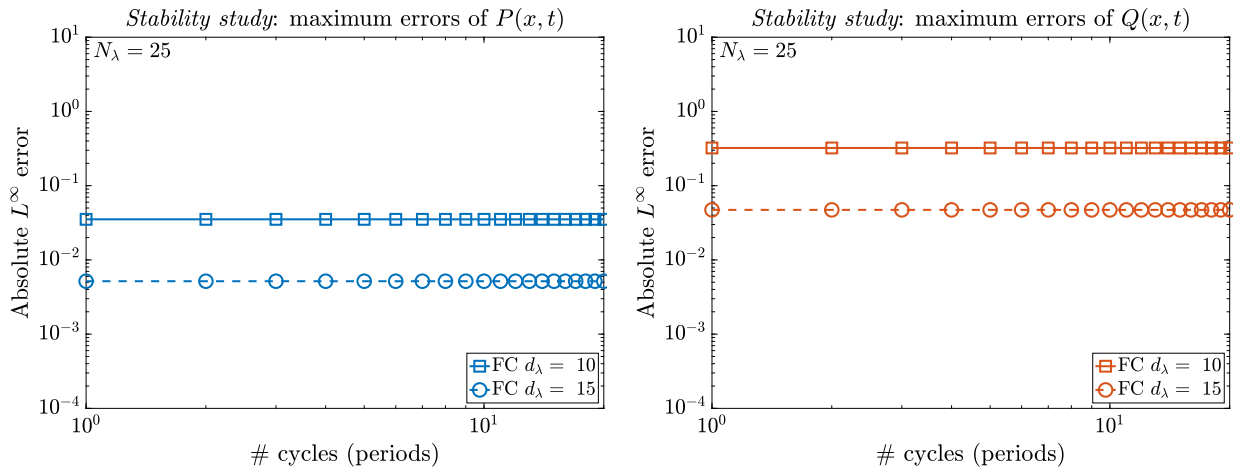 Stability study: maximum errors of P(x, t)
N_λ = 25
10^1
10^0
10^−1
10^−2
10^−3
10^−4
Absolute L^∞ error
FC d_λ = 10
FC d_λ = 15
10^0
10^1
# cycles (periods)
Stability study: maximum errors of Q(x, t)
N_λ = 25
10^1
10^0
10^−1
10^−2
10^−3
10^−4
Absolute L^∞ error
FC d_λ = 10
FC d_λ = 15
10^0
10^1
# cycles (periods)